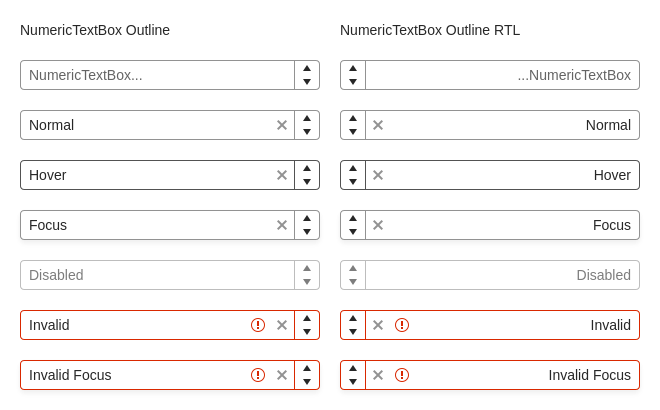 NumericTextBox Outline
NumericTextBox...
Normal
Hover
Focus
Disabled
Invalid
Invalid Focus
NumericTextBox Outline RTL
...NumericTextBox
Normal
Hover
Focus
Disabled
Invalid
Invalid Focus